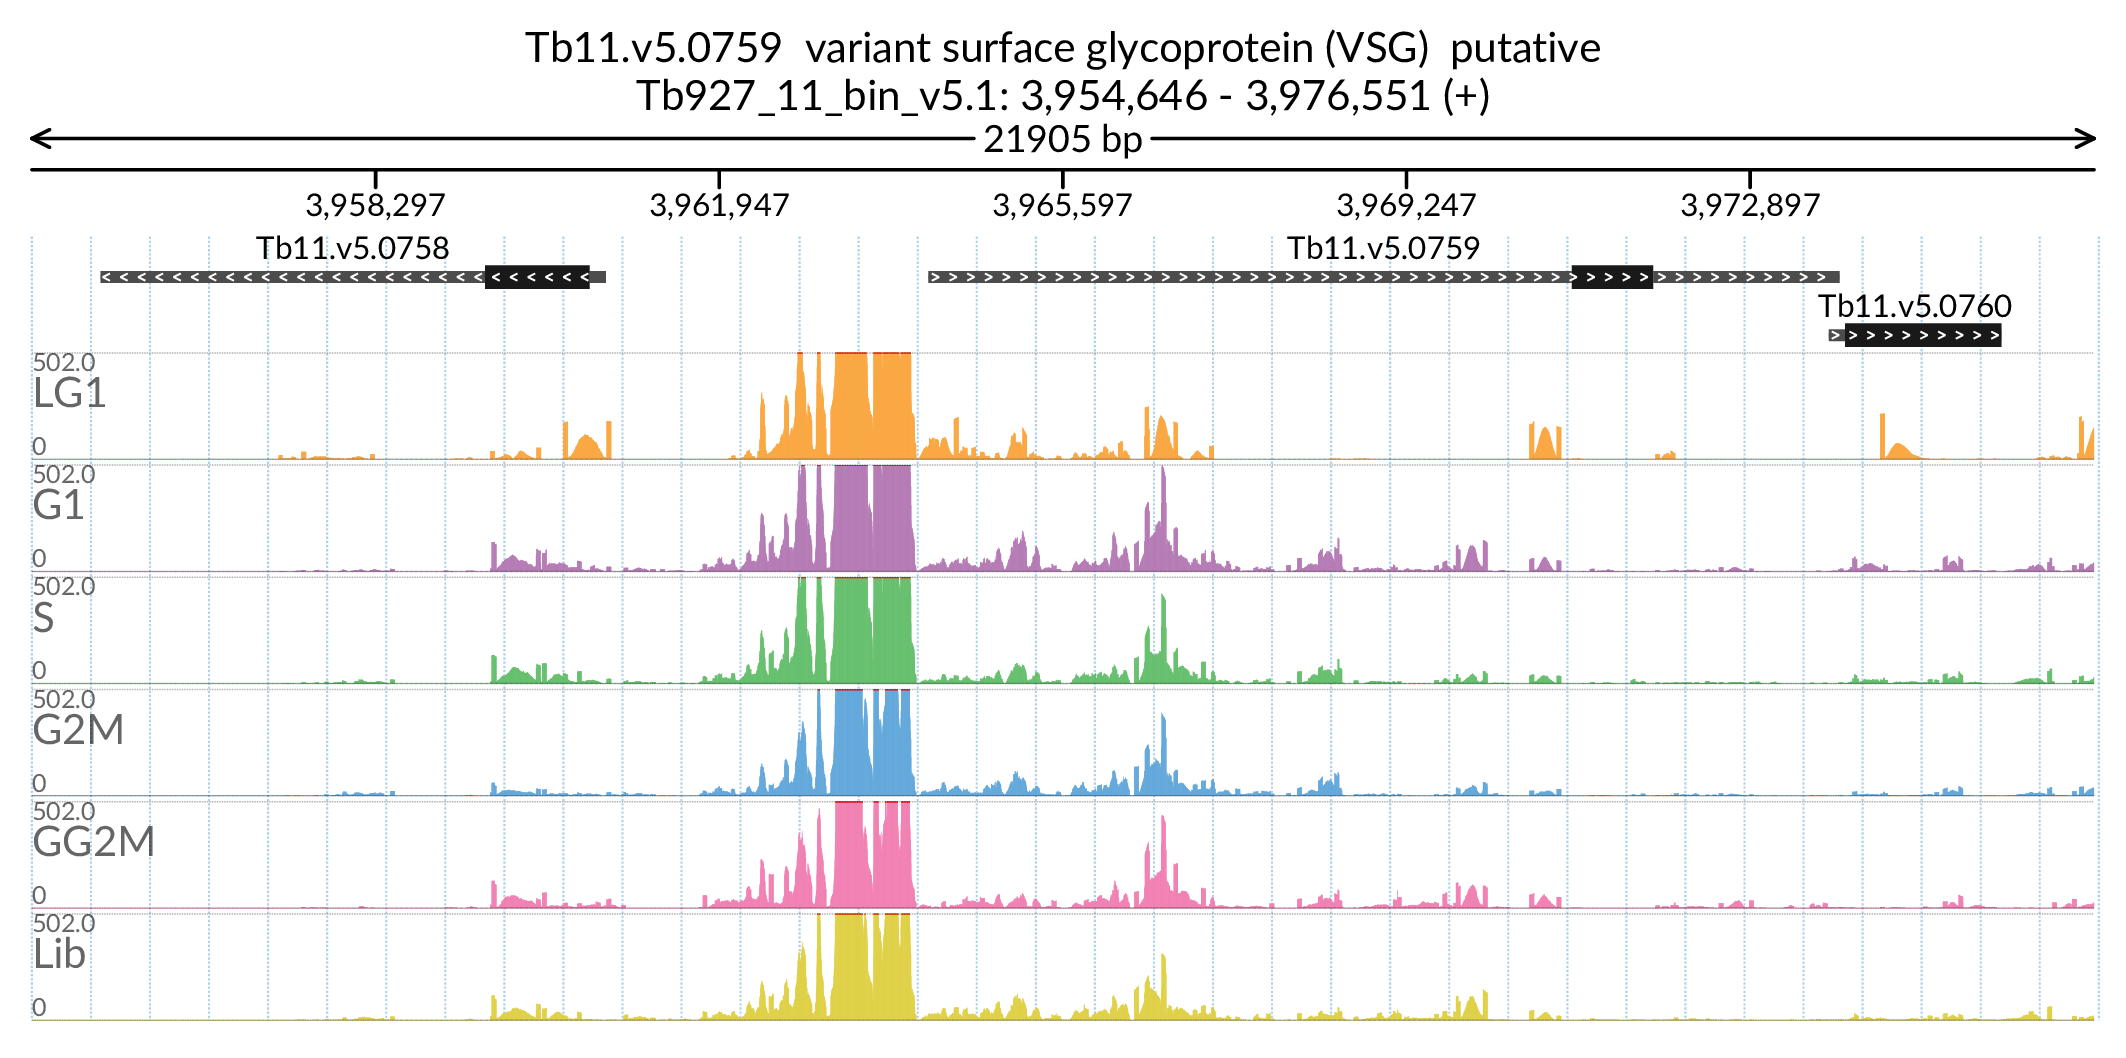 Tb11.v5.0759  variant surface glycoprotein (VSG)  putative
Tb927_11_bin_v5.1: 3,954,646 - 3,976,551 (+)
21905 bp
3,958,297 3,961,947 3,965,597 3,969,247 3,972,897
Tb11.v5.0758 Tb11.v5.0759
Tb11.v5.0760
502.0
LG1
0
502.0
G1
0
502.0
S
0
502.0
G2M
0
502.0
GG2M
0
502.0
Lib
0